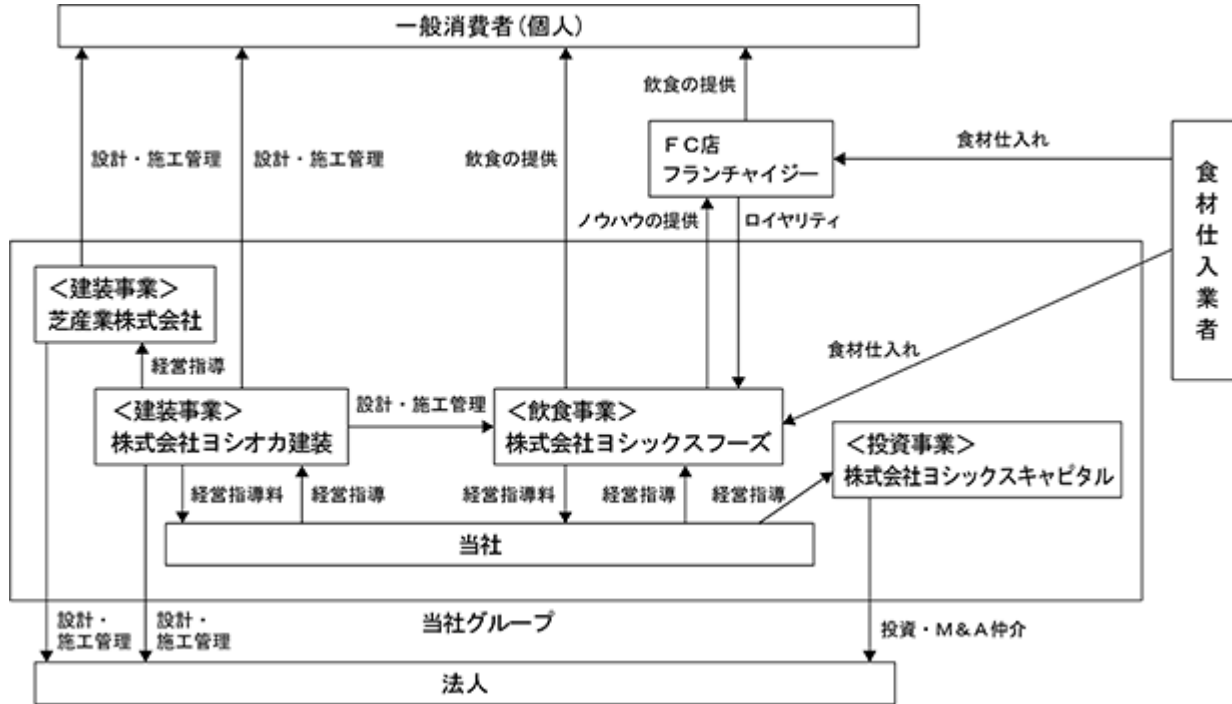 一般消費者(個人)
飲食の提供
設計・施工管理
設計・施工管理
飲食の提供
FC店
フランチャイジー
食材仕入れ
食材仕入業者
ノウハウの提供
ロイヤリティ
<建装事業>
芝産業株式会社
経営指導
食材仕入れ
<建装事業>
株式会社ヨシオカ建装
設計・施工管理
<飲食事業>
株式会社ヨシックスフーズ
<投資事業>
株式会社ヨシックスキャピタル
経営指導料
経営指導
経営指導料
経営指導
経営指導
当社
設計・
施工管理
設計・
施工管理
当社グループ
投資・M&A仲介
法人